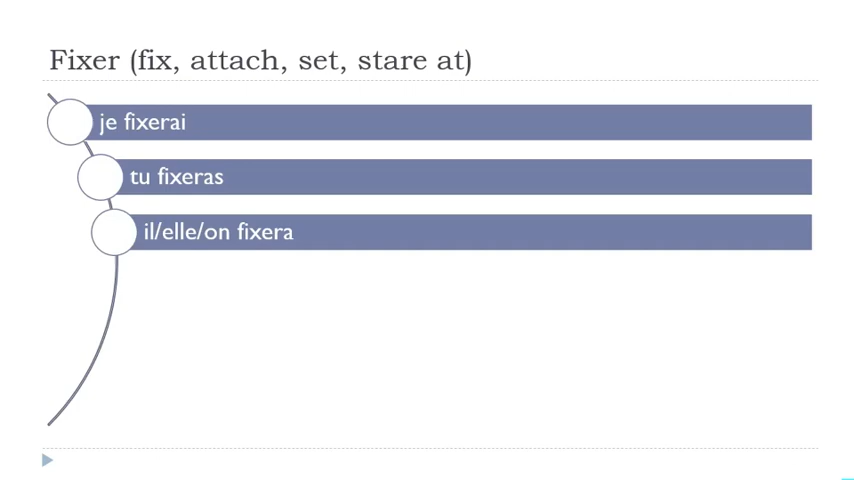 Fixer (fix, attach, set, stare at)
je fixerai
tu fixeras
il/elle/on fixera